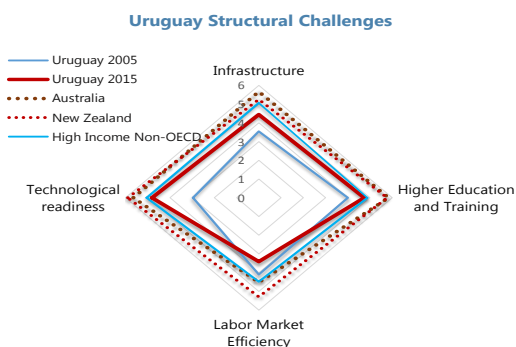 Uruguay Structural Challenges
Uruguay 2005
Uruguay 2015
Australia
New Zealand
High Income Non-OECD
Infrastructure
6
5
4
3
2
1
0
Technological
readiness
Higher Education
and Training
Labor Market
Efficiency